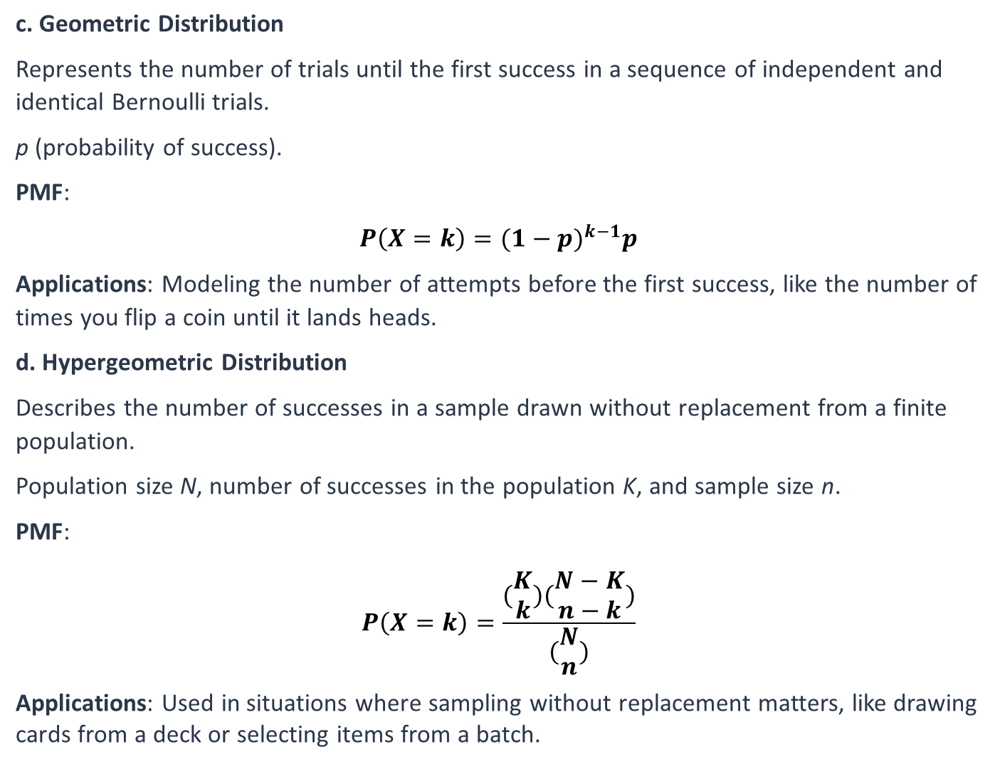 c. Geometric Distribution
Represents the number of trials until the first success in a sequence of independent and
identical Bernoulli trials.
p (probability of success).
PMF:
P(X = k) = (1 − p)^{k−1}p
Applications: Modeling the number of attempts before the first success, like the number of
times you flip a coin until it lands heads.
d. Hypergeometric Distribution
Describes the number of successes in a sample drawn without replacement from a finite
population.
Population size N, number of successes in the population K, and sample size n.
PMF:
P(X = k) = \frac{\binom{K}{k}\binom{N − K}{n − k}}{\binom{N}{n}}
Applications: Used in situations where sampling without replacement matters, like drawing
cards from a deck or selecting items from a batch.